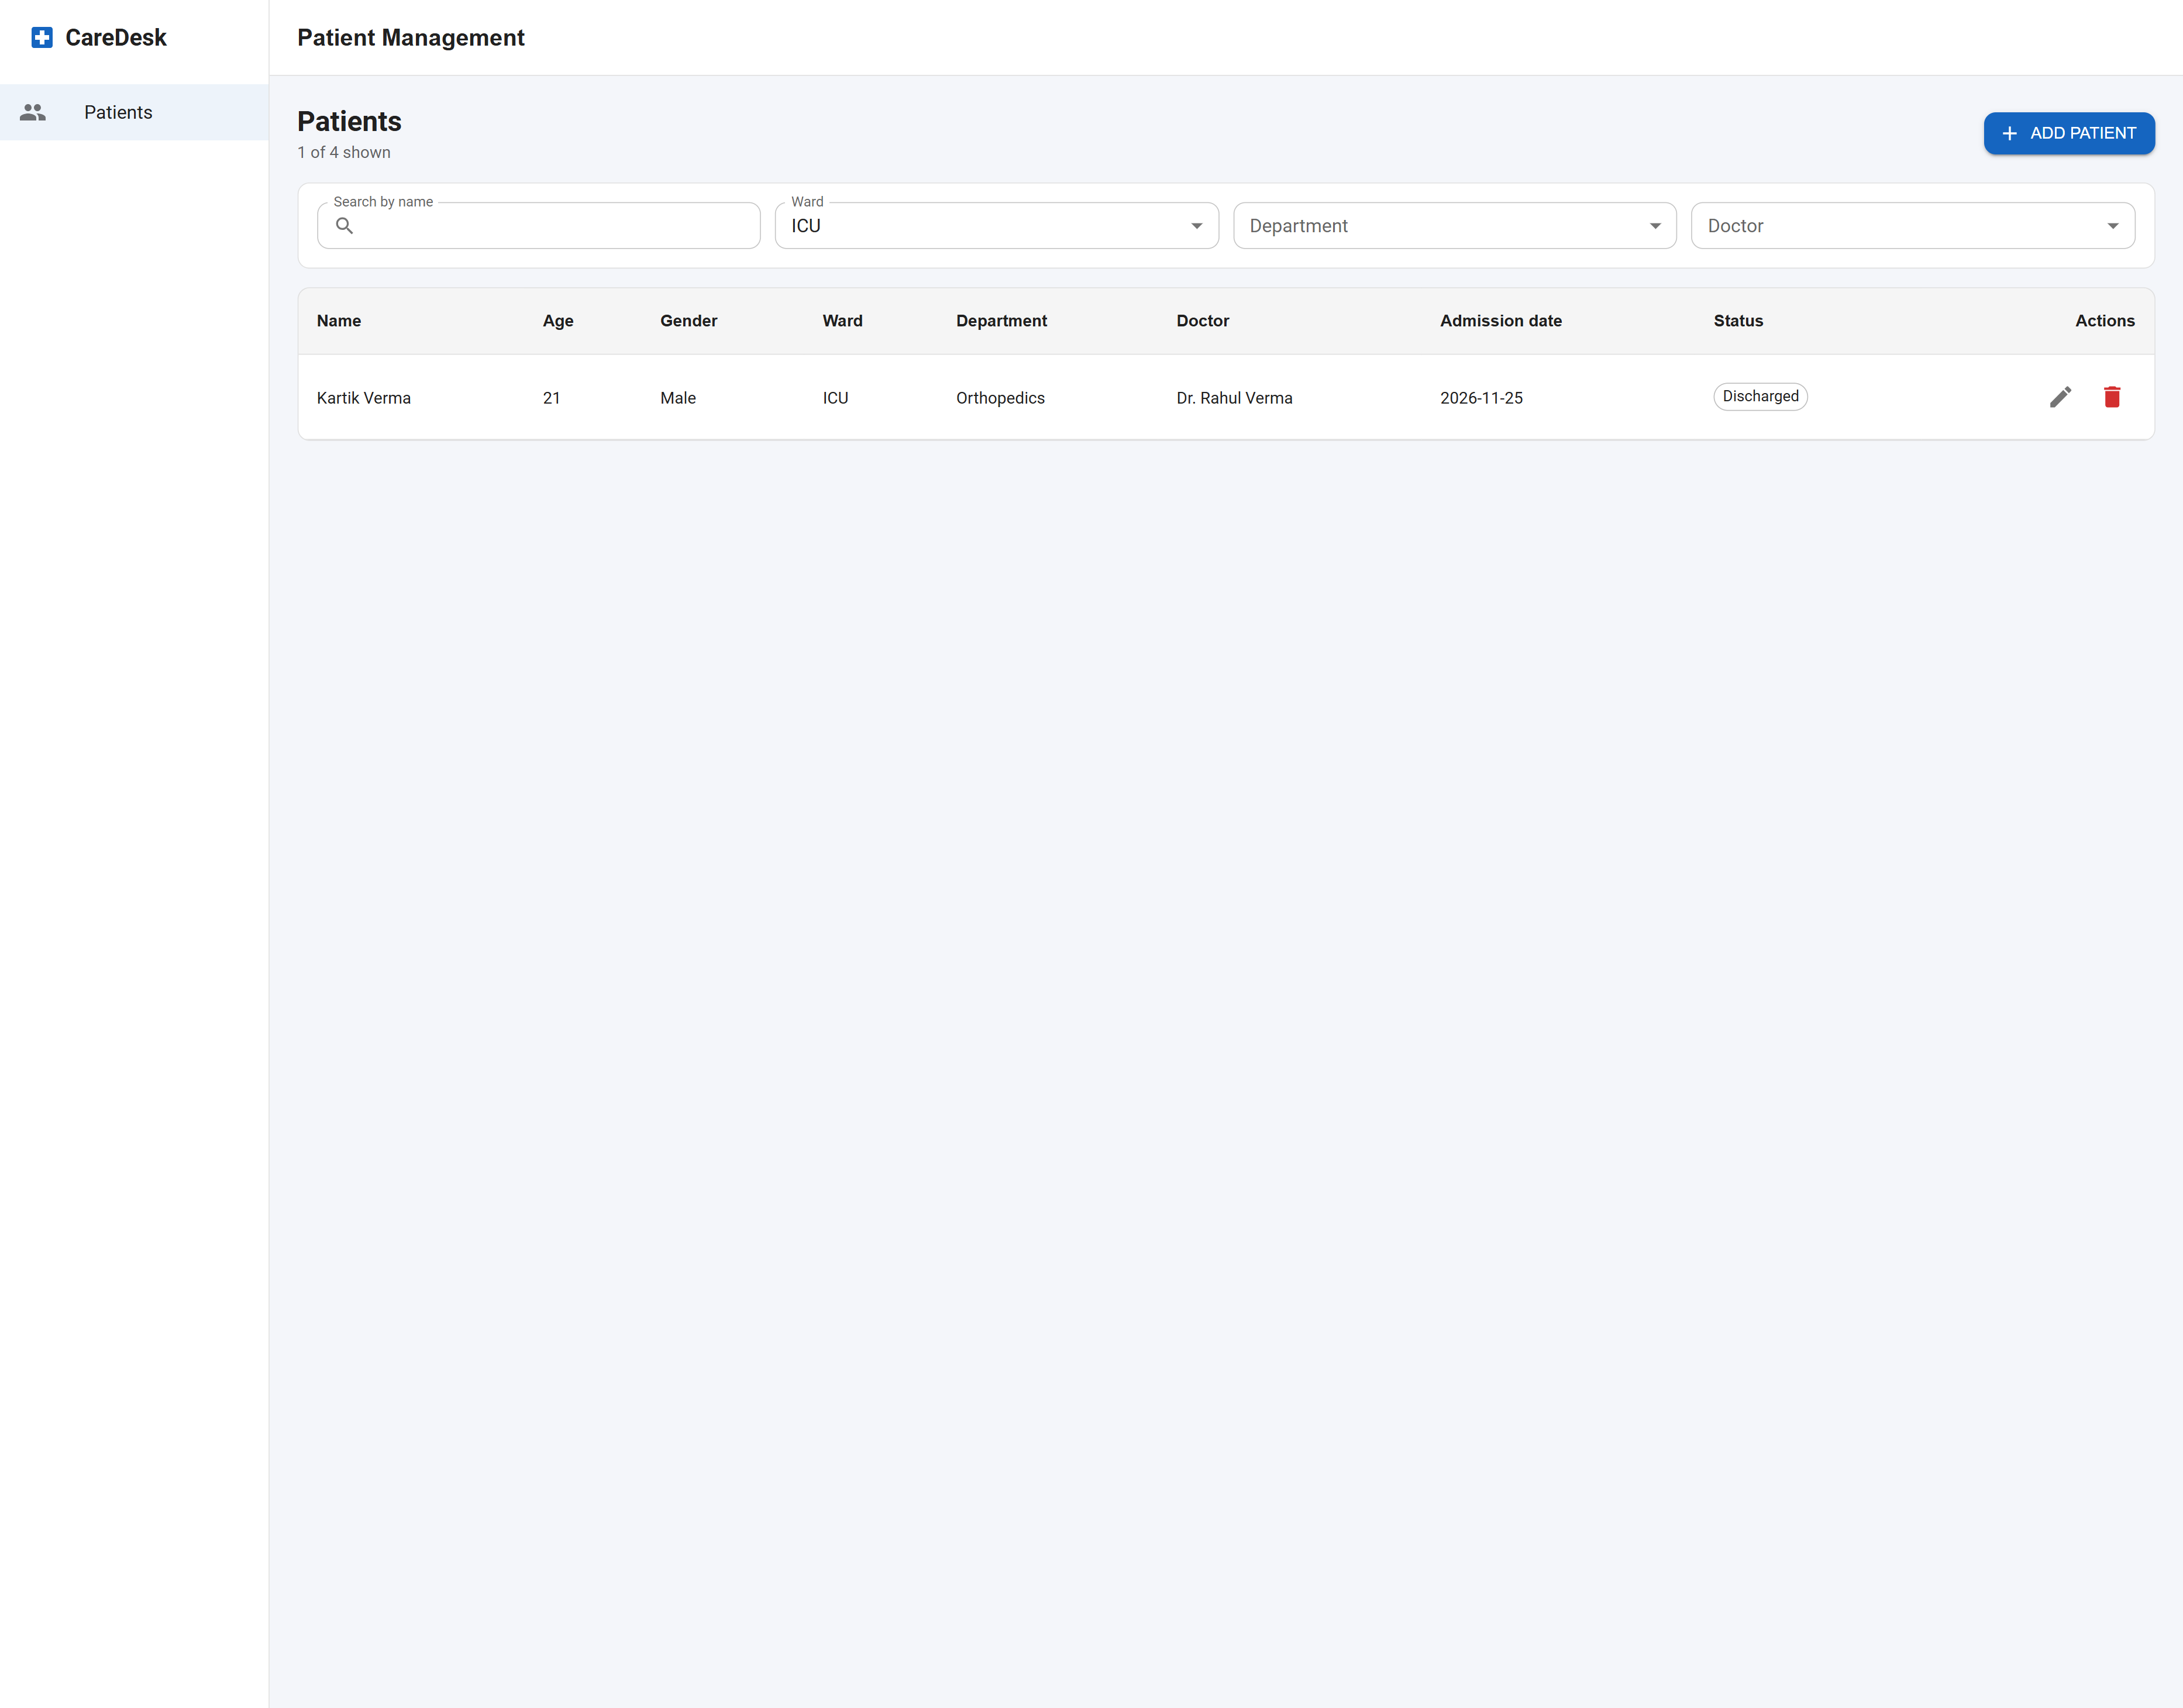 CareDesk
Patient Management
Patients
Patients
1 of 4 shown
ADD PATIENT
Search by name
Ward
ICU
Department
Doctor
Name Age Gender Ward Department Doctor Admission date Status Actions
Kartik Verma 21 Male ICU Orthopedics Dr. Rahul Verma 2026-11-25 Discharged